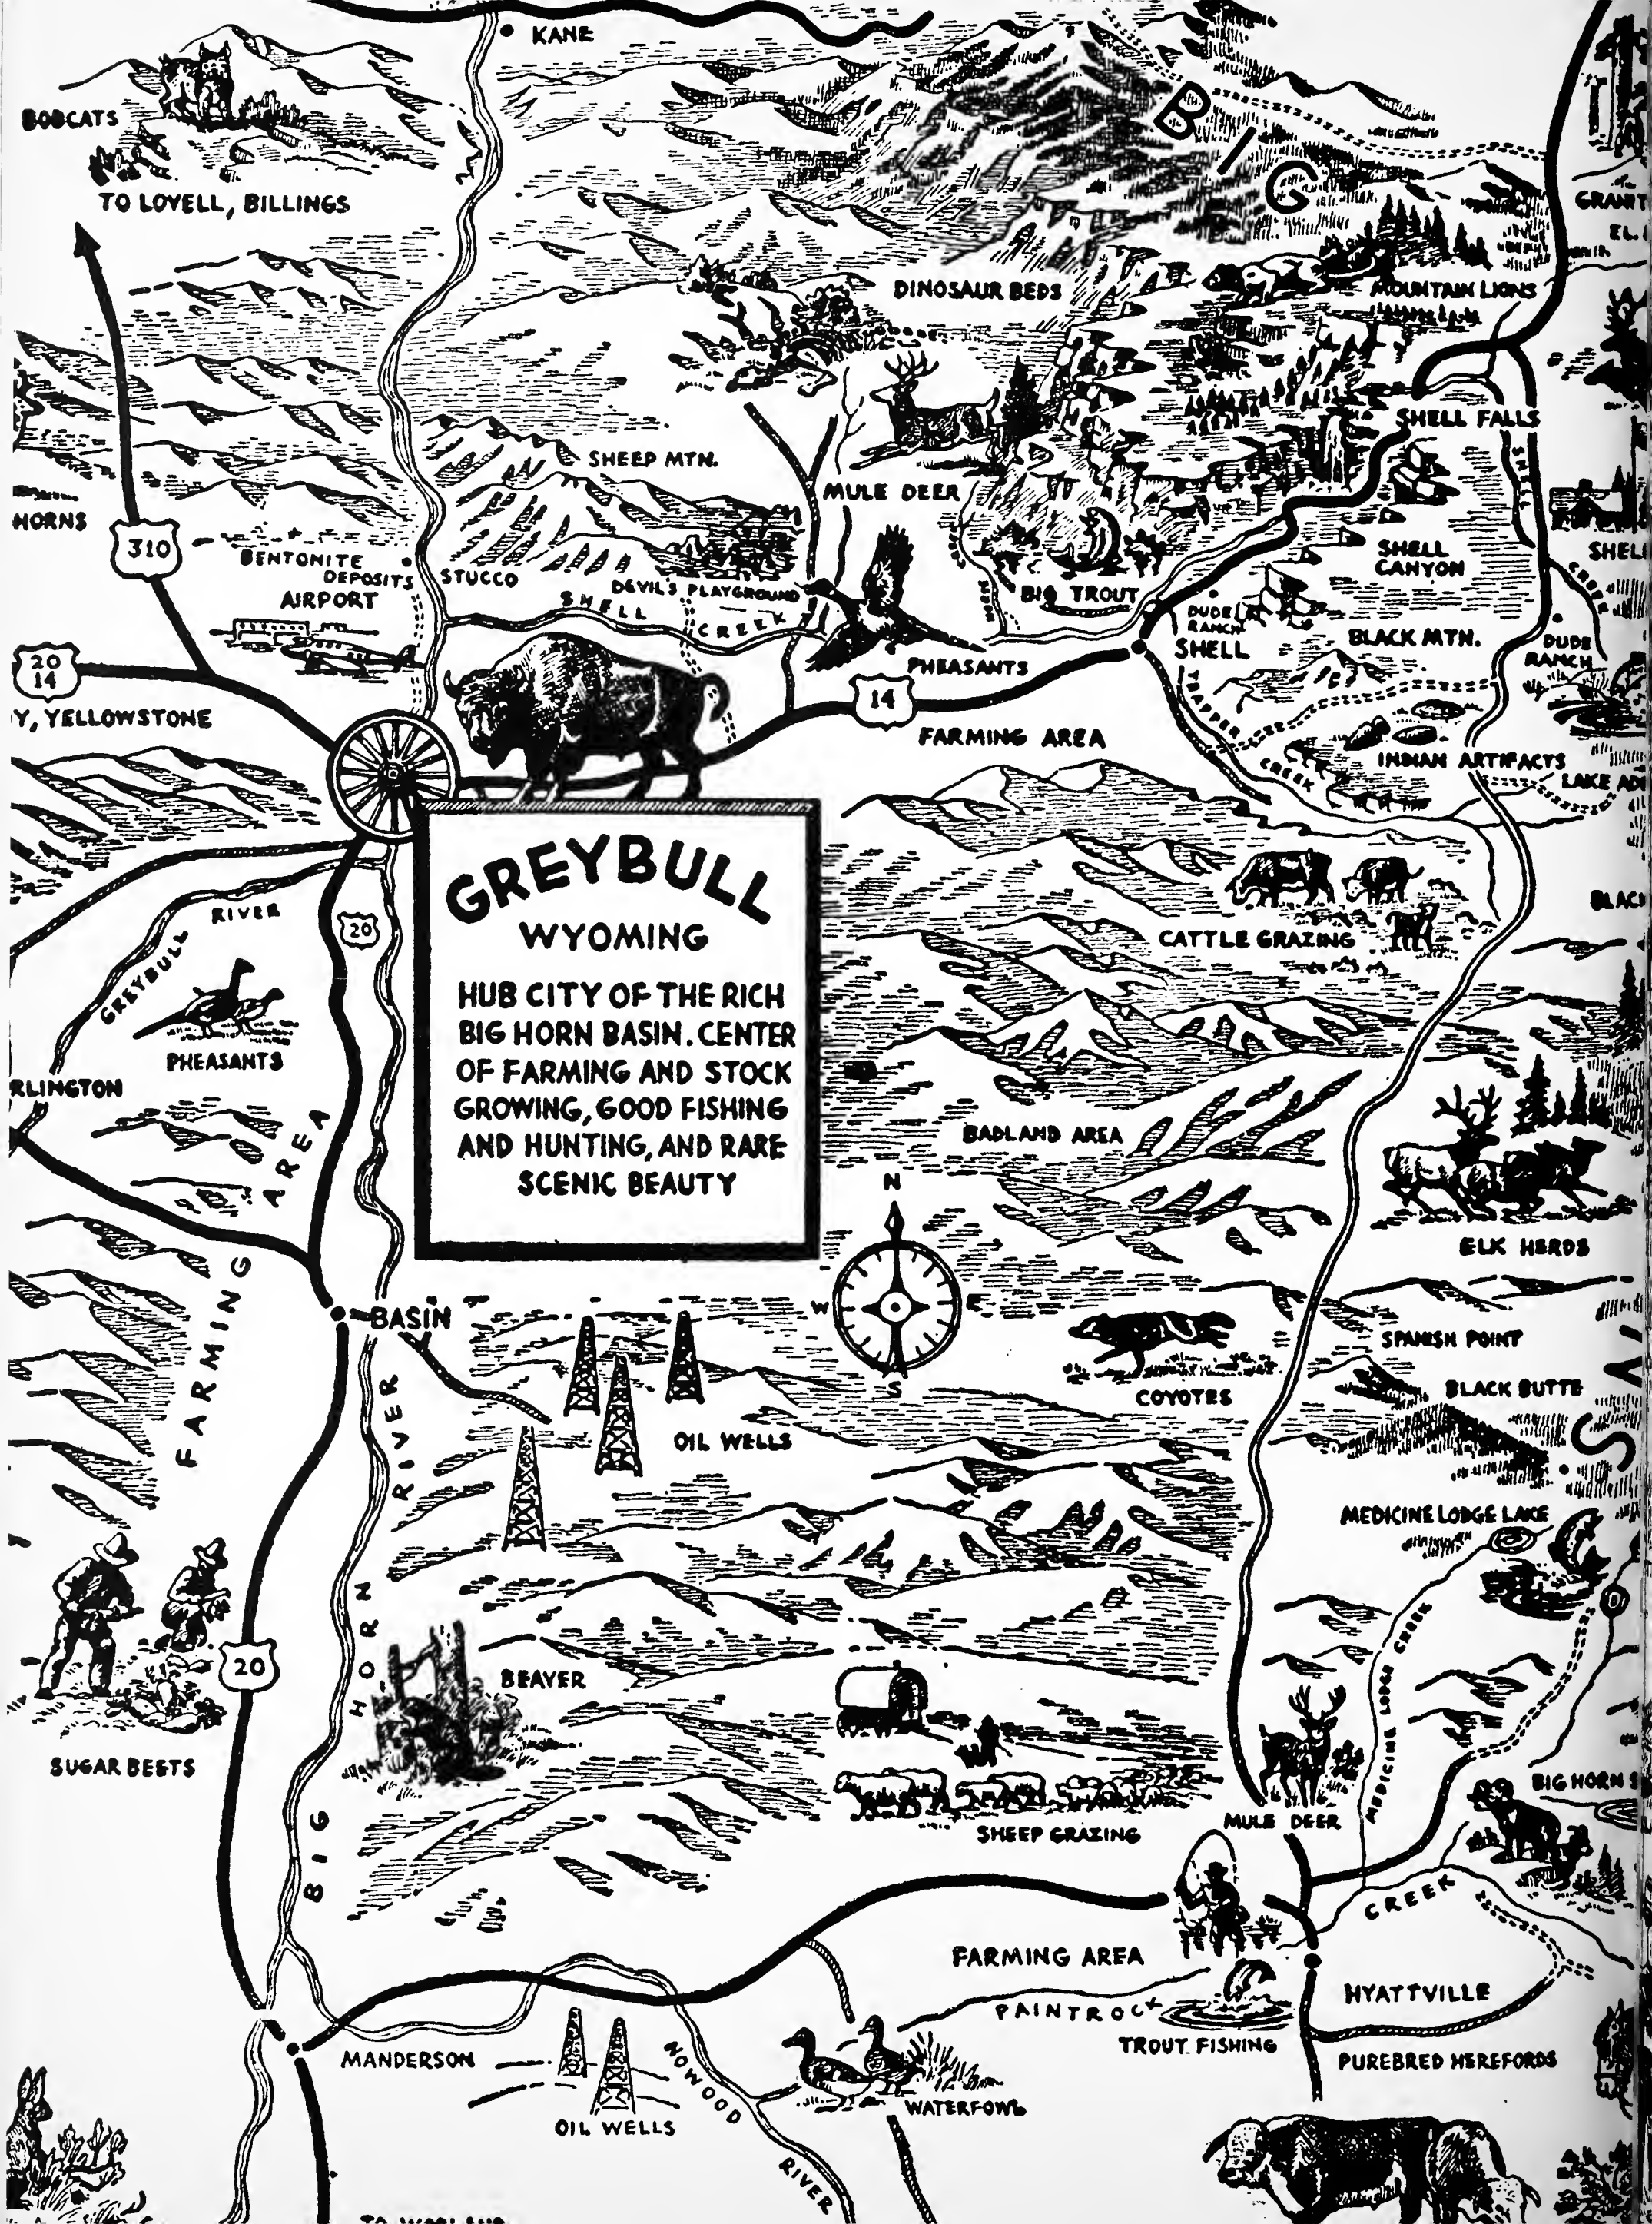 KANE
BOBCATS
TO LOVELL, BILLINGS
BIG
DINOSAUR BEDS
MOUNTAIN LIONS
SHELL FALLS
SHEEP MTN.
MULE DEER
HORNS
310
BENTONITE
DEPOSITS
STUCCO
AIRPORT
DEVIL'S PLAYGROUND
SHELL
CREEK
BIG TROUT
SHELL
CANYON
SHELL
CREEK
DUDE
RANCH
SHELL
BLACK MTN.
DUDE
RANCH
PHEASANTS
20
14
14
Y, YELLOWSTONE
FARMING AREA
TRAPPER
CREEK
INDIAN ARTIFACTS
GREYBULL
WYOMING
HUB CITY OF THE RICH
BIG HORN BASIN. CENTER
OF FARMING AND STOCK
GROWING, GOOD FISHING
AND HUNTING, AND RARE
SCENIC BEAUTY
20
GREYBULL RIVER
PHEASANTS
RLINGTON
FARMING AREA
CATTLE GRAZING
BADLAND AREA
ELK HERDS
N
W
E
S
BASIN
OIL WELLS
COYOTES
SPANISH POINT
BLACK BUTTE
MEDICINE LODGE LAKE
MEDICINE LODGE CREEK
BIG HORN RIVER
20
BEAVER
SUGAR BEETS
SHEEP GRAZING
MULE DEER
BIG HORN S
FARMING AREA
PAINTROCK
CREEK
TROUT FISHING
HYATTVILLE
PUREBRED HEREFORDS
MANDERSON
OIL WELLS
NOWOOD
RIVER
WATERFOWL